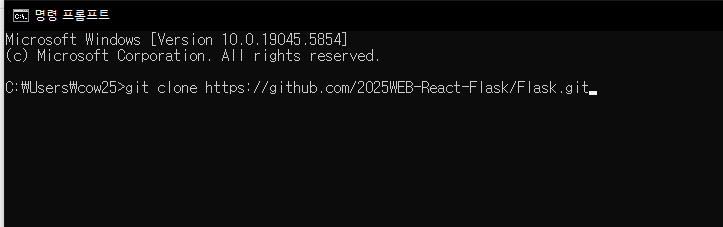 명령 프롬프트
Microsoft Windows [Version 10.0.19045.5854]
(c) Microsoft Corporation. All rights reserved.
C:₩Users₩cow25>git clone https://github.com/2025WEB-React-Flask/Flask.git